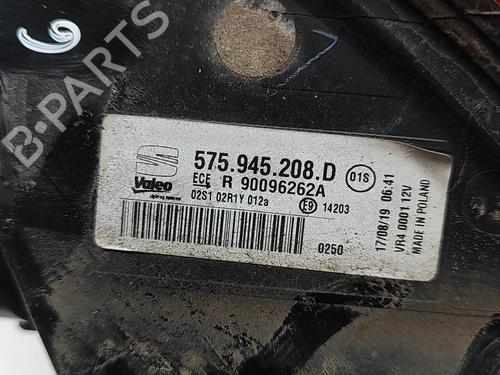 B-PARTS
575.945.208.D
01S
Valeo
ECE R 90096262A
02S1 02R1Y 012a
E9 14203
0250
17/08/19 06:41
VR4 0001 12V
MADE IN POLAND